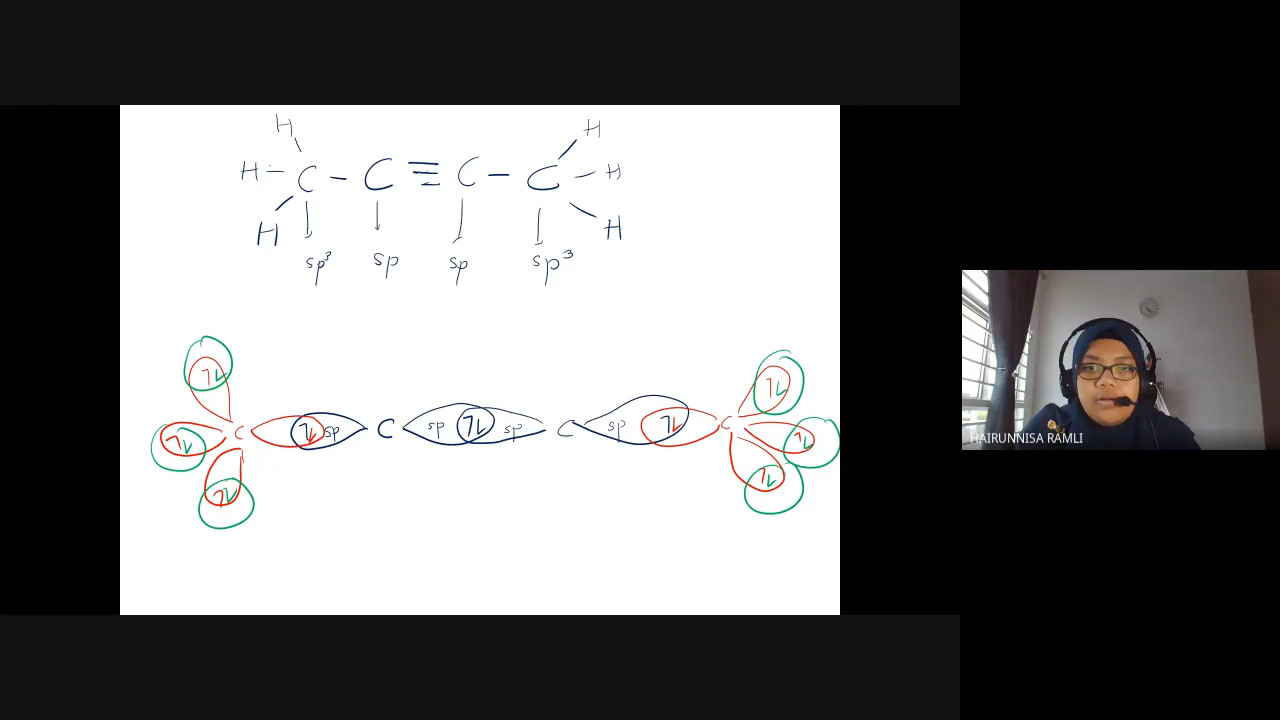 H H
H - C - C ≡ C - C - H
H H
sp³ sp sp sp³
C sp C sp sp C sp C
HAIRUNNISA RAMLI